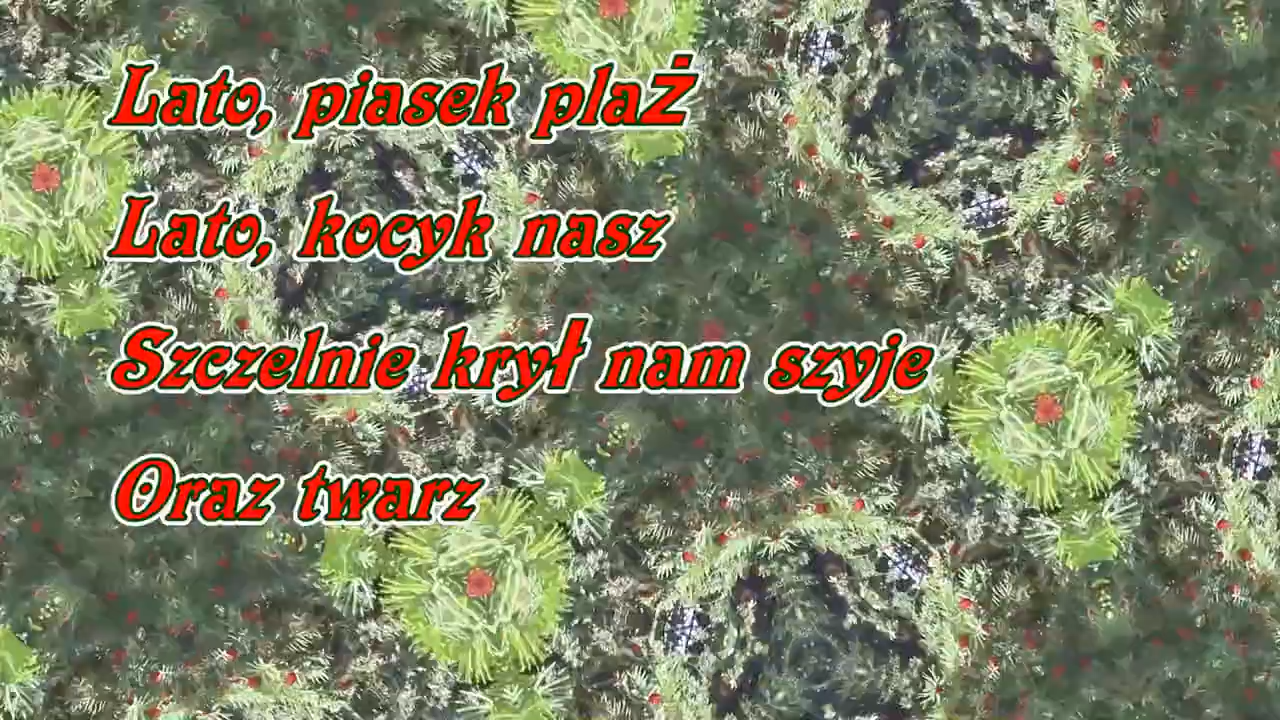 Lato, piasek plaż
Lato, kocyk nasz
Szczelnie krył nam szyje
Oraz twarz